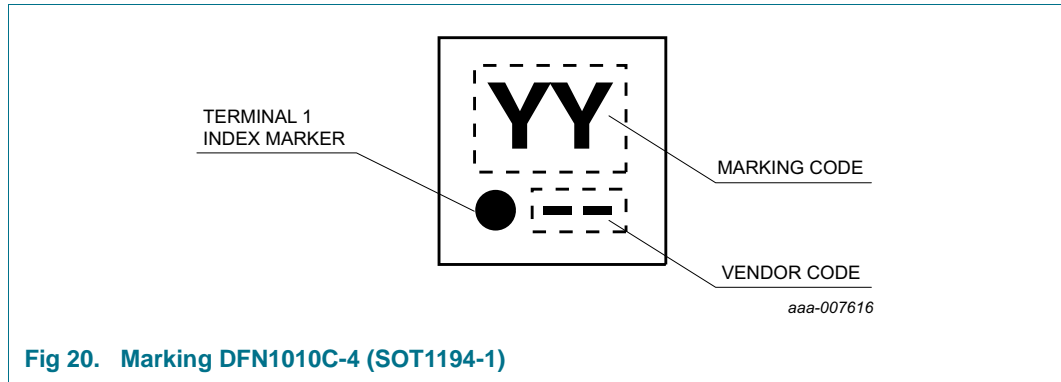 YY
TERMINAL 1
INDEX MARKER
MARKING CODE
VENDOR CODE
aaa-007616
Fig 20. Marking DFN1010C-4 (SOT1194-1)